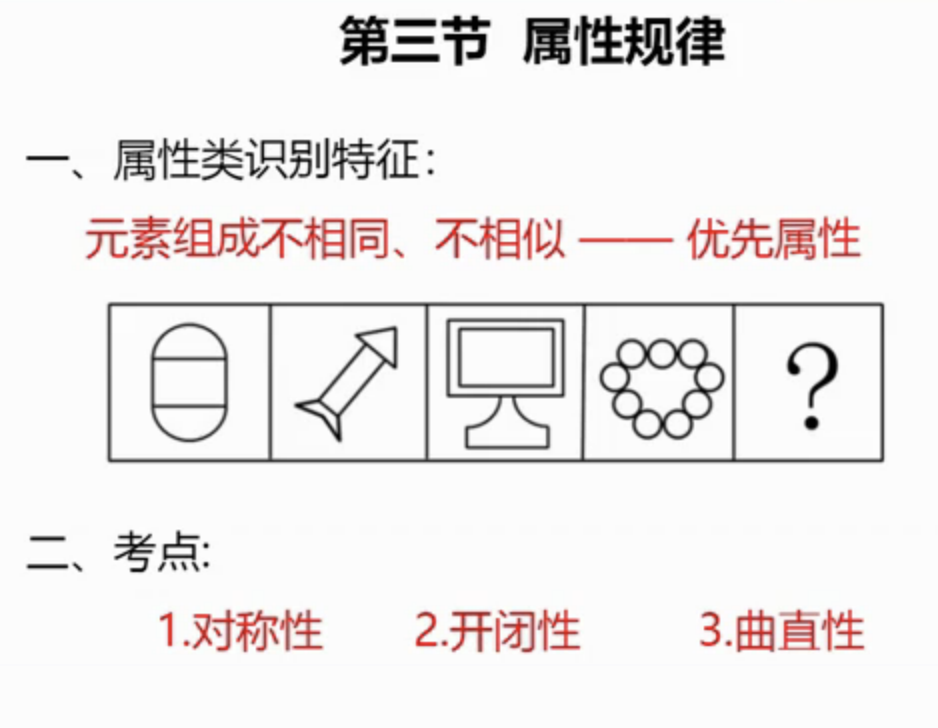 第三节 属性规律
一、属性类识别特征：
元素组成不相同、不相似 —— 优先属性
?
二、考点:
1.对称性 2.开闭性 3.曲直性